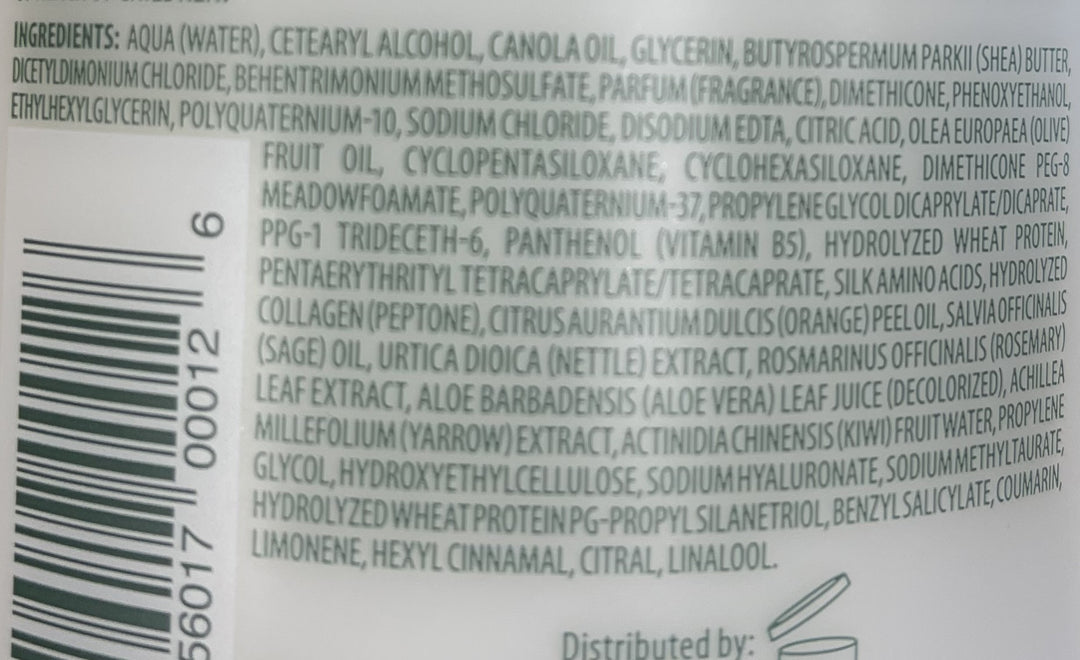 INGREDIENTS: AQUA (WATER), CETEARYL ALCOHOL, CANOLA OIL, GLYCERIN, BUTYROSPERMUM PARKII (SHEA) BUTTER,
DICETYLDIMONIUM CHLORIDE, BEHENTRIMONIUM METHOSULFATE, PARFUM (FRAGRANCE), DIMETHICONE, PHENOXYETHANOL,
ETHYLHEXYLGLYCERIN, POLYQUATERNIUM-10, SODIUM CHLORIDE, DISODIUM EDTA, CITRIC ACID, OLEA EUROPAEA (OLIVE)
FRUIT OIL, CYCLOPENTASILOXANE, CYCLOHEXASILOXANE, DIMETHICONE PEG-8
MEADOWFOAMATE, POLYQUATERNIUM-37, PROPYLENE GLYCOL DICAPRYLATE/DICAPRATE,
PPG-1 TRIDECETH-6, PANTHENOL (VITAMIN B5), HYDROLYZED WHEAT PROTEIN,
PENTAERYTHRITYL TETRACAPRYLATE/TETRACAPRATE, SILK AMINO ACIDS, HYDROLYZED
COLLAGEN (PEPTONE), CITRUS AURANTIUM DULCIS (ORANGE) PEEL OIL, SALVIA OFFICINALIS
(SAGE) OIL, URTICA DIOICA (NETTLE) EXTRACT, ROSMARINUS OFFICINALIS (ROSEMARY)
LEAF EXTRACT, ALOE BARBADENSIS (ALOE VERA) LEAF JUICE (DECOLORIZED), ACHILLEA
MILLEFOLIUM (YARROW) EXTRACT, ACTINIDIA CHINENSIS (KIWI) FRUIT WATER, PROPYLENE
GLYCOL, HYDROXYETHYLCELLULOSE, SODIUM HYALURONATE, SODIUM METHYL TAURATE,
HYDROLYZED WHEAT PROTEIN PG-PROPYL SILANETRIOL, BENZYL SALICYLATE, COUMARIN,
LIMONENE, HEXYL CINNAMAL, CITRAL, LINALOOL.
56017 00012 6
Distributed by: